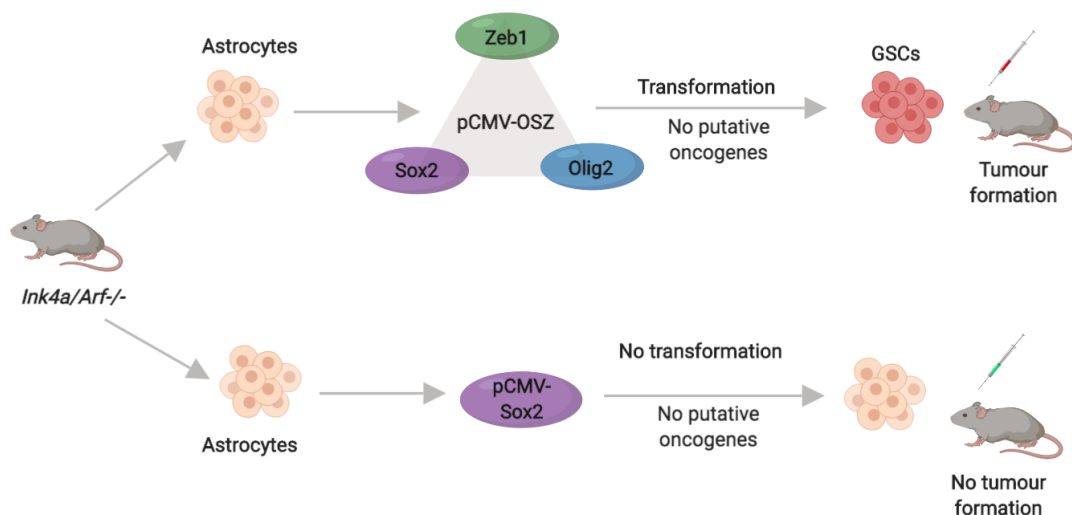 Astrocytes
Zeb1
pCMV-OSZ
Sox2
Olig2
Transformation
No putative
oncogenes
GSCs
Tumour
formation
Ink4a/Arf-/-
Astrocytes
pCMV-
Sox2
No transformation
No putative
oncogenes
No tumour
formation